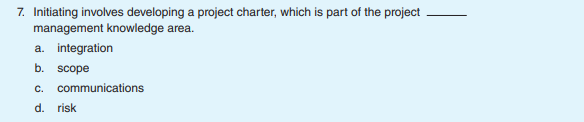 7. Initiating involves developing a project charter, which is part of the project ______
management knowledge area.
a. integration
b. scope
c. communications
d. risk